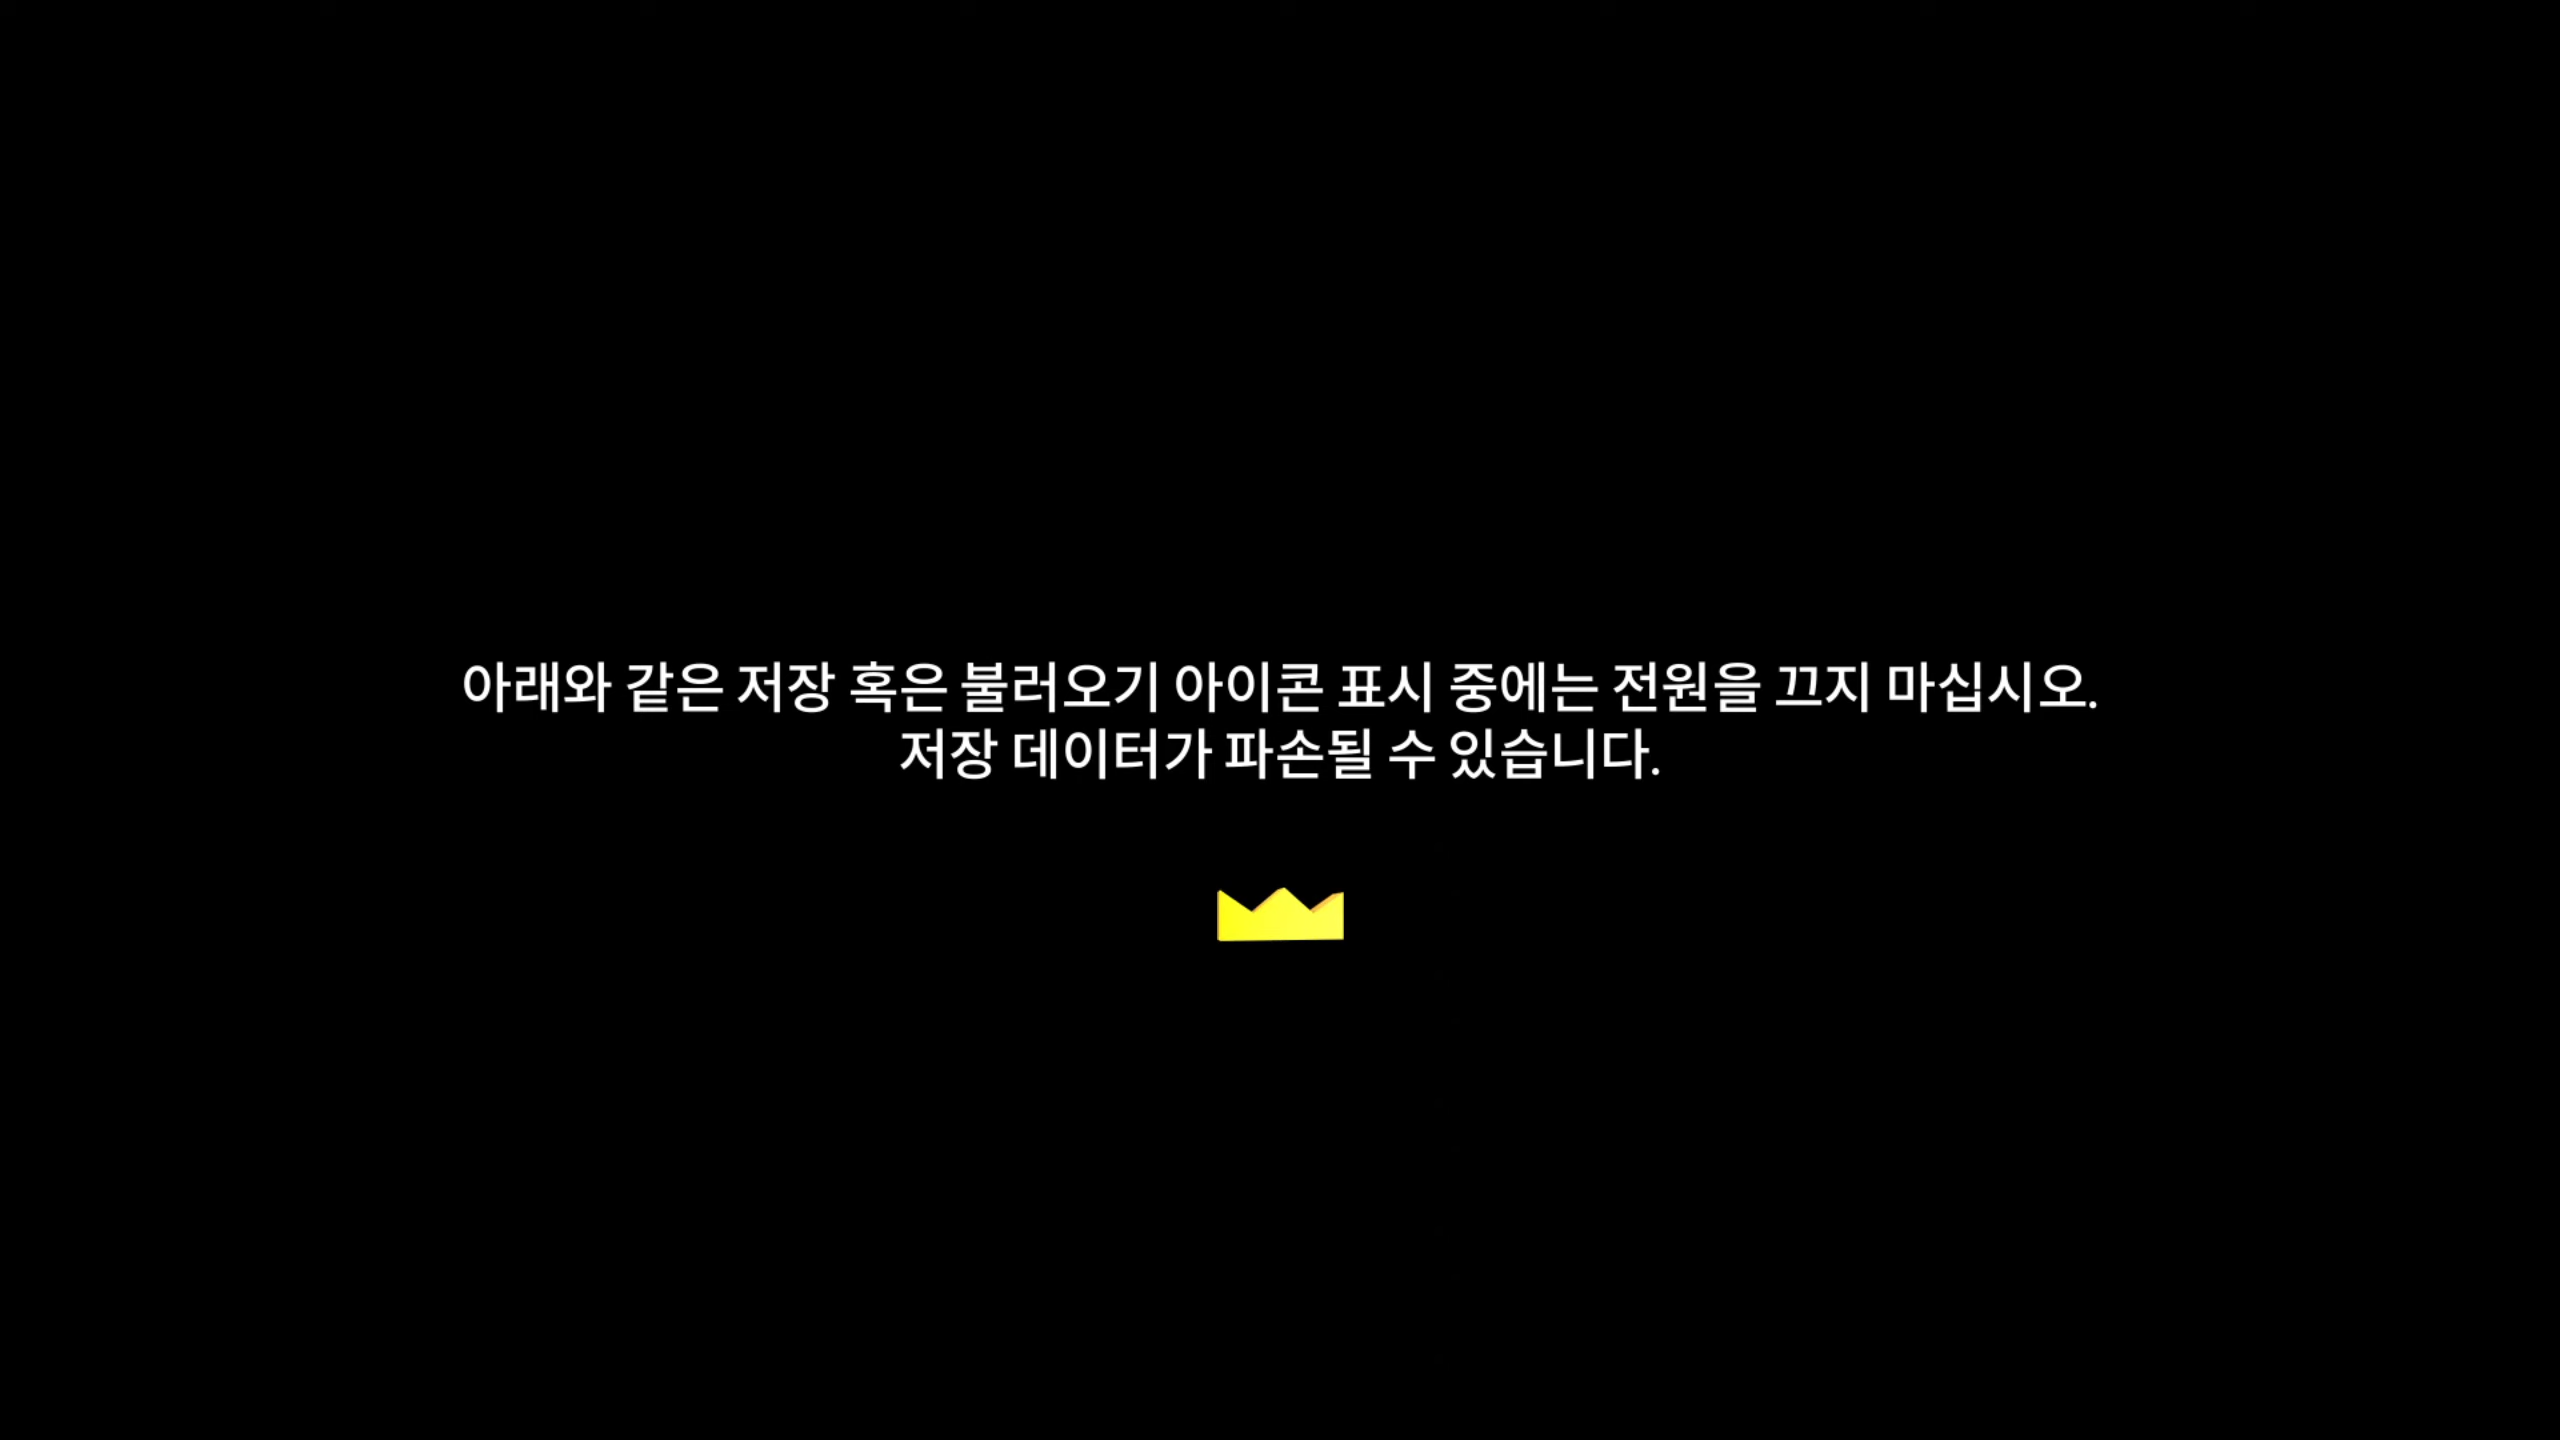 아래와 같은 저장 혹은 불러오기 아이콘 표시 중에는 전원을 끄지 마십시오.
저장 데이터가 파손될 수 있습니다.